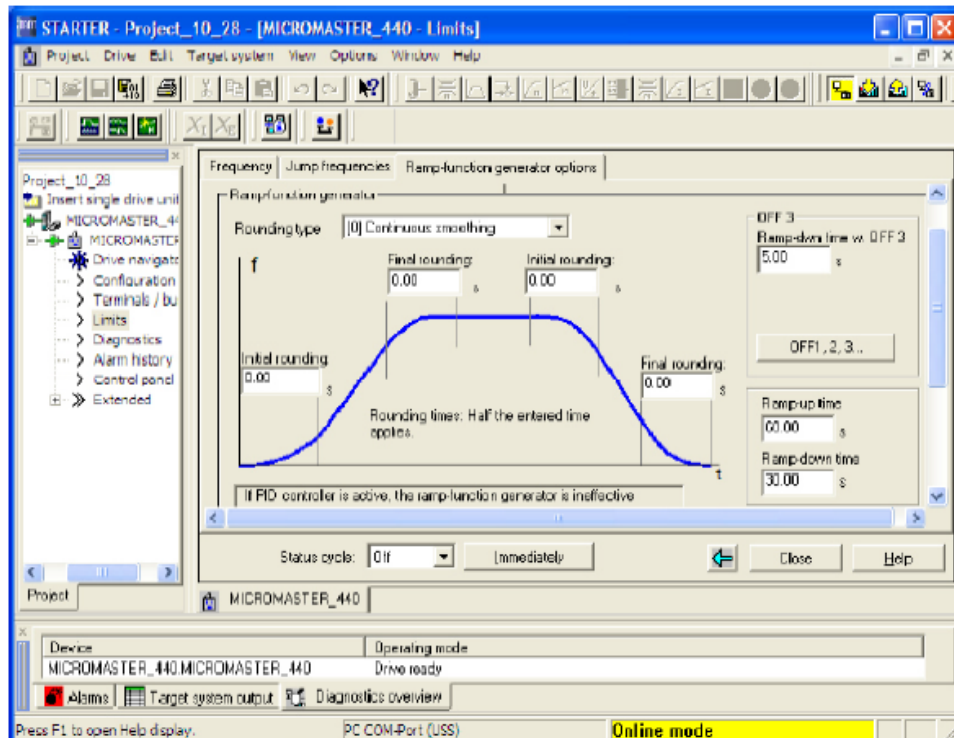 STARTER - Project_10_28 - [MICROMASTER_440 - Limits]
Project Drive Edit Target system View Options Window Help
Frequency Jump frequencies Ramp-function generator options
Project_10_28
Insert single drive unit
MICROMASTER_44
MICROMASTER
Drive navigato
Configuration
Terminals / bu
Limits
Diagnostics
Alarm history
Control panel
Extended
Project
Ramp-function generator
Rounding type [0] Continuous smoothing
f
Final rounding:
0.00 s
Initial rounding:
0.00 s
Initial rounding:
0.00 s
Final rounding:
0.00 s
Rounding times: Half the entered time
applies.
t
If PID controller is active, the ramp-function generator is ineffective
OFF 3
Ramp-dwn time w. OFF 3
5.00 s
OFF1, 2, 3...
Ramp-up time
60.00 s
Ramp-down time
30.00 s
Status cycle: Off Immediately Close Help
MICROMASTER_440
Device Operating mode
MICROMASTER_440.MICROMASTER_440 Drive ready
Alarms Target system output Diagnostics overview
Press F1 to open Help display. PC COM-Port (USS) Online mode